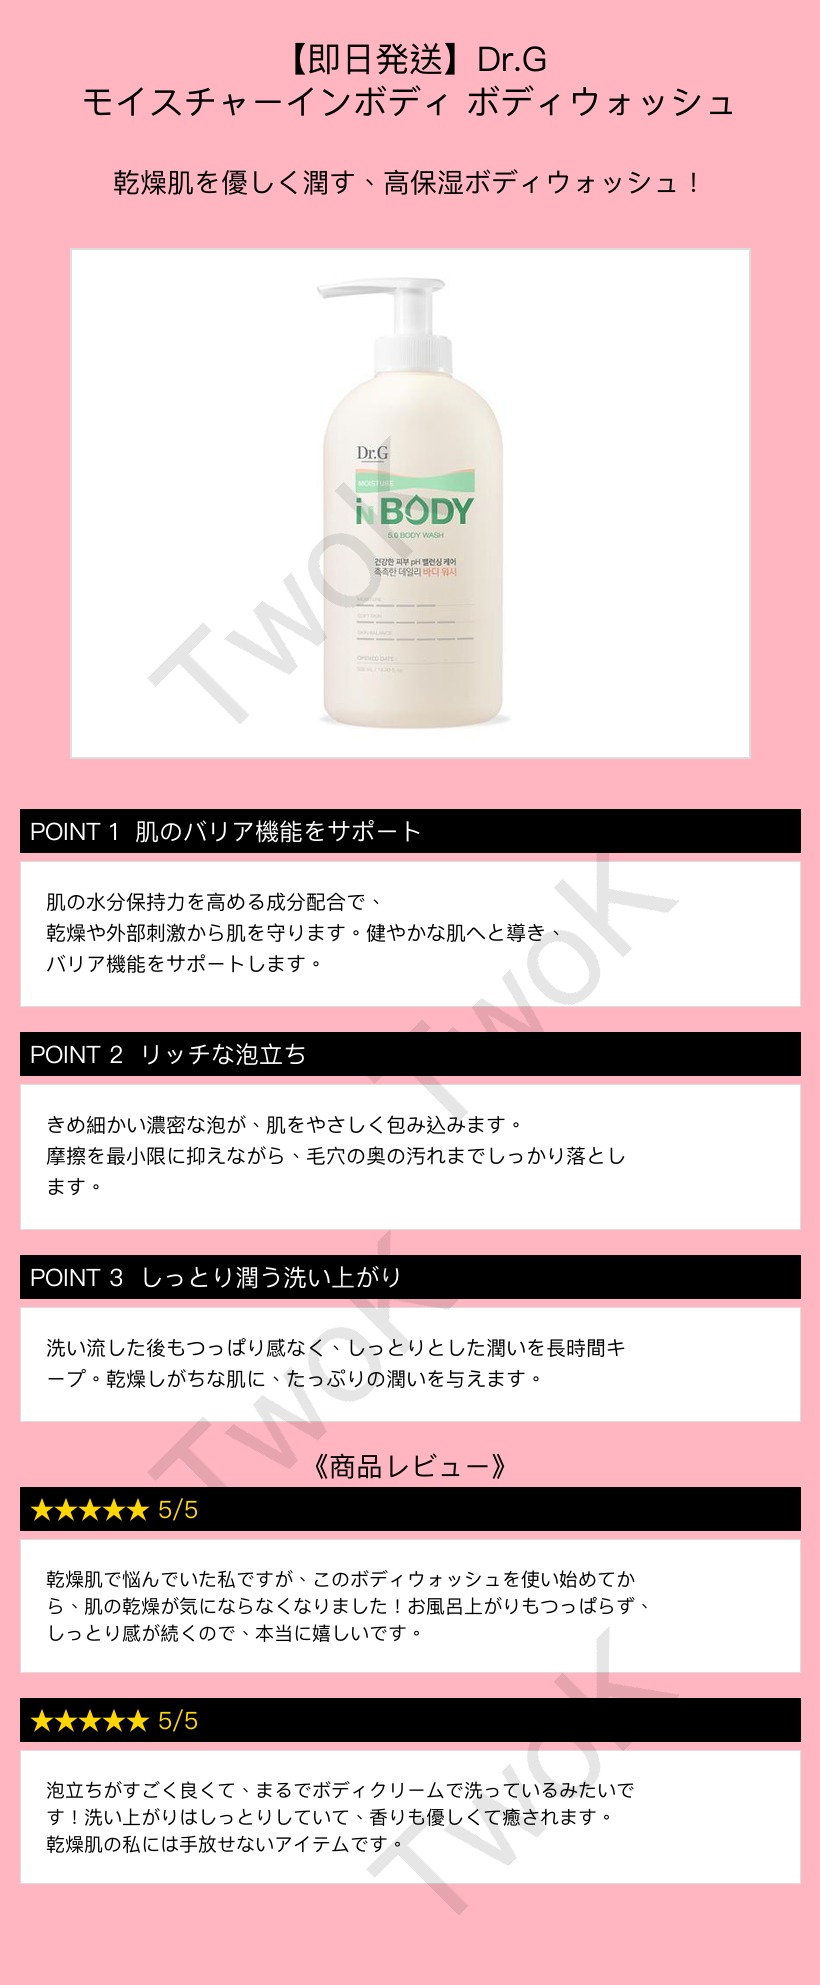 【即日発送】Dr.G
モイスチャーインボディ ボディウォッシュ
乾燥肌を優しく潤す、高保湿ボディウォッシュ！
Dr.G
MOISTURE
iN BODY
5.0 BODY WASH
건강한 피부 pH 밸런싱 케어
촉촉한 데일리 바디 워시
MOISTURE
SKIN BALANCE
OPENED DATE
TwoK
POINT 1 肌のバリア機能をサポート
肌の水分保持力を高める成分配合で、
乾燥や外部刺激から肌を守ります。健やかな肌へと導き、
バリア機能をサポートします。
TwoK
POINT 2 リッチな泡立ち
きめ細かい濃密な泡が、肌をやさしく包み込みます。
摩擦を最小限に抑えながら、毛穴の奥の汚れまでしっかり落とし
ます。
POINT 3 しっとり潤う洗い上がり
洗い流した後もつっぱり感なく、しっとりとした潤いを長時間キ
ープ。乾燥しがちな肌に、たっぷりの潤いを与えます。
TwoK
《商品レビュー》
★★★★★ 5/5
乾燥肌で悩んでいた私ですが、このボディウォッシュを使い始めてか
ら、肌の乾燥が気にならなくなりました！お風呂上がりもつっぱらず、
しっとり感が続くので、本当に嬉しいです。
★★★★★ 5/5
泡立ちがすごく良くて、まるでボディクリームで洗っているみたいで
す！洗い上がりはしっとりしていて、香りも優しくて癒されます。
乾燥肌の私には手放せないアイテムです。
TwoK